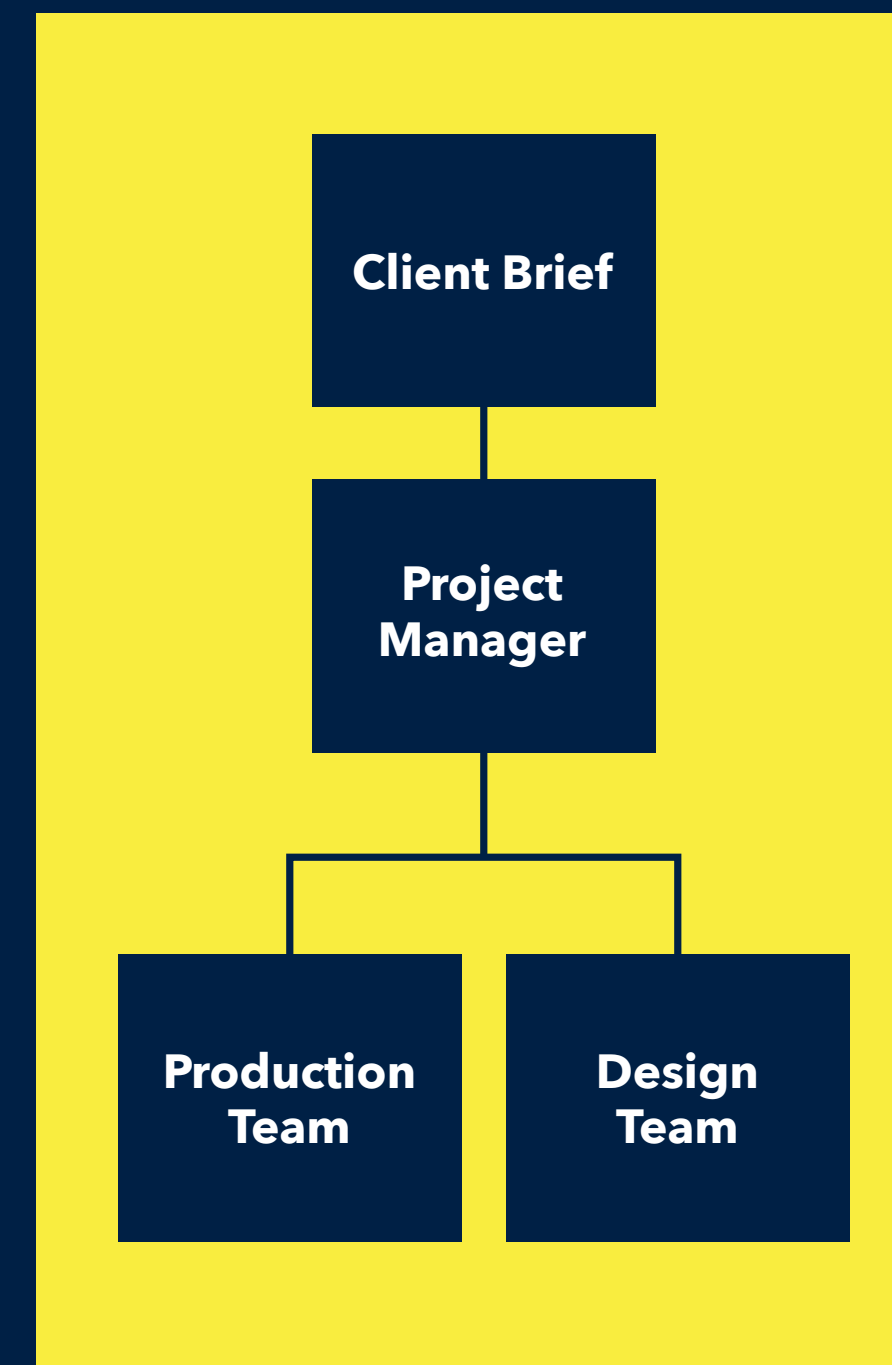 Client Brief
Project
Manager
Production
Team
Design
Team